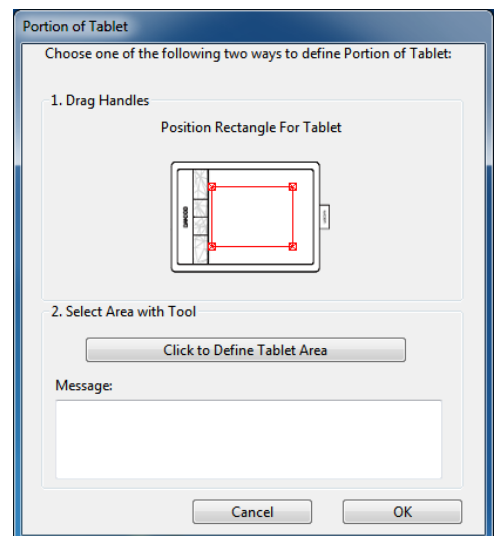 Portion of Tablet
Choose one of the following two ways to define Portion of Tablet:
1. Drag Handles
Position Rectangle For Tablet
2. Select Area with Tool
Click to Define Tablet Area
Message:
Cancel
OK